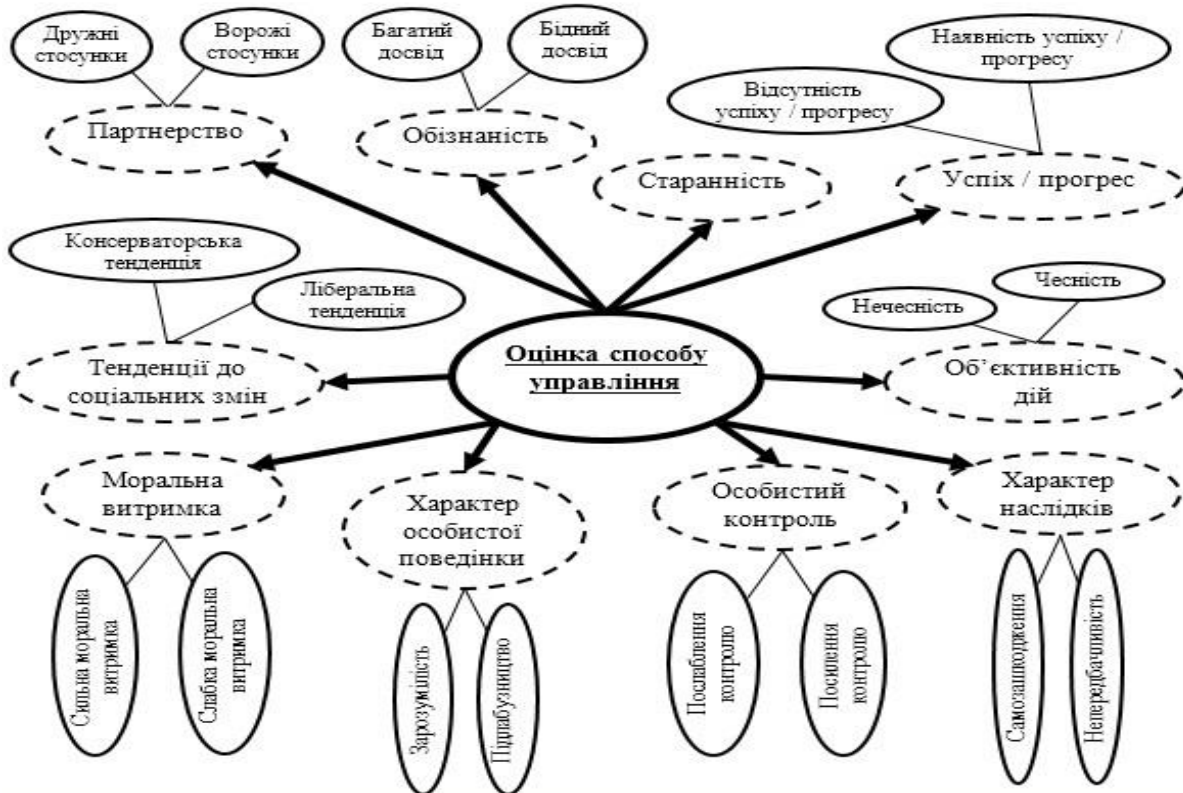 Дружні
стосунки
Ворожі
стосунки
Багатий
досвід
Бідний
досвід
Наявність успіху /
прогресу
Відсутність
успіху / прогресу
Партнерство
Обізнаність
Старанність
Успіх / прогрес
Консерваторська
тенденція
Ліберальна
тенденція
Нечесність
Чесність
Тенденції до
соціальних змін
Оцінка способу
управління
Об’єктивність
дій
Моральна
витримка
Характер
особистої
поведінки
Особистий
контроль
Характер
наслідків
Сильна моральна
витримка
Слабка моральна
витримка
Зарозумілість
Підлабузництво
Послаблення
контролю
Посилення
контролю
Самозашкодження
Непередбачливість